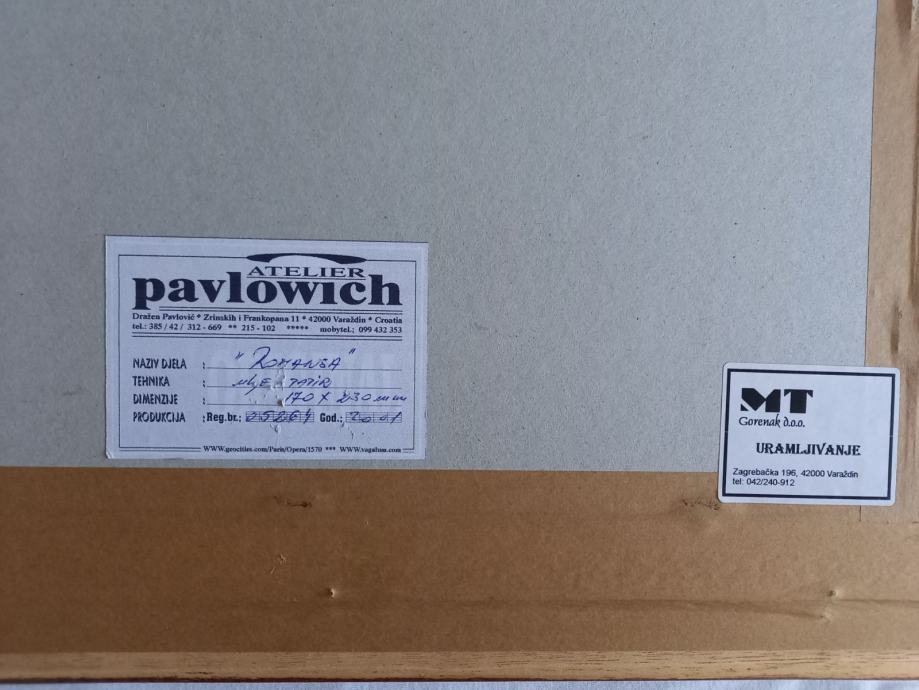 ATELIER
pavlowich
Dražen Pavlović * Zrinskih i Frankopana 11 * 42000 Varaždin * Croatia
tel.: 385 / 42 / 312 - 669 ** 215 - 102 ***** mobytel.; 099 432 353
NAZIV DJELA : "ROMANSA"
TEHNIKA : ulje
DIMENZIJE : 170 X 230 mm
PRODUKCIJA : Reg.br.: God.: 2001
WWW.geocities.com/Paris/Opera/1570 *** WWW.vagalum.com
MT
Gorenak d.o.o.
URAMLJIVANJE
Zagrebačka 196, 42000 Varaždin
tel: 042/240-912